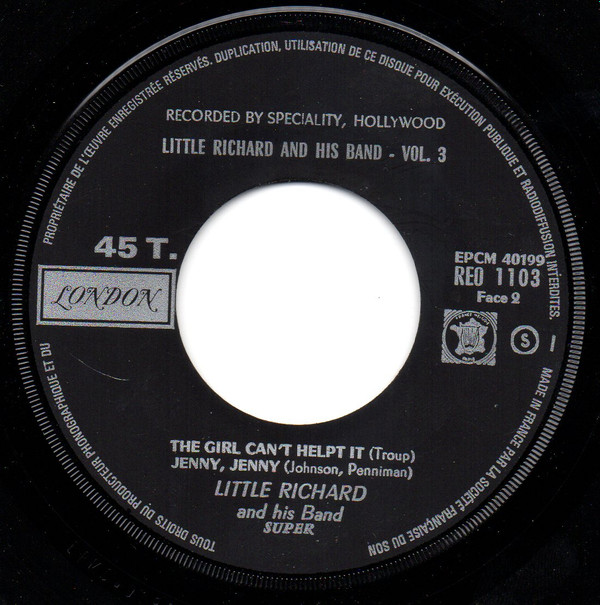 TOUS DROITS DU PRODUCTEUR PHONOGRAPHIQUE ET DU PROPRIÉTAIRE DE L'ŒUVRE ENREGISTRÉE RÉSERVÉS. DUPLICATION, UTILISATION DE CE DISQUE POUR EXÉCUTION PUBLIQUE ET RADIODIFFUSION INTERDITES.
RECORDED BY SPECIALITY, HOLLYWOOD
LITTLE RICHARD AND HIS BAND - VOL. 3
45 T.
LONDON
EPCM 40199
REO 1103
Face 2
S I
THE GIRL CAN'T HELPT IT (Troup)
JENNY, JENNY (Johnson, Penniman)
LITTLE RICHARD
and his Band
SUPER
MADE IN FRANCE PAR LA SOCIÉTÉ FRANÇAISE DU SON